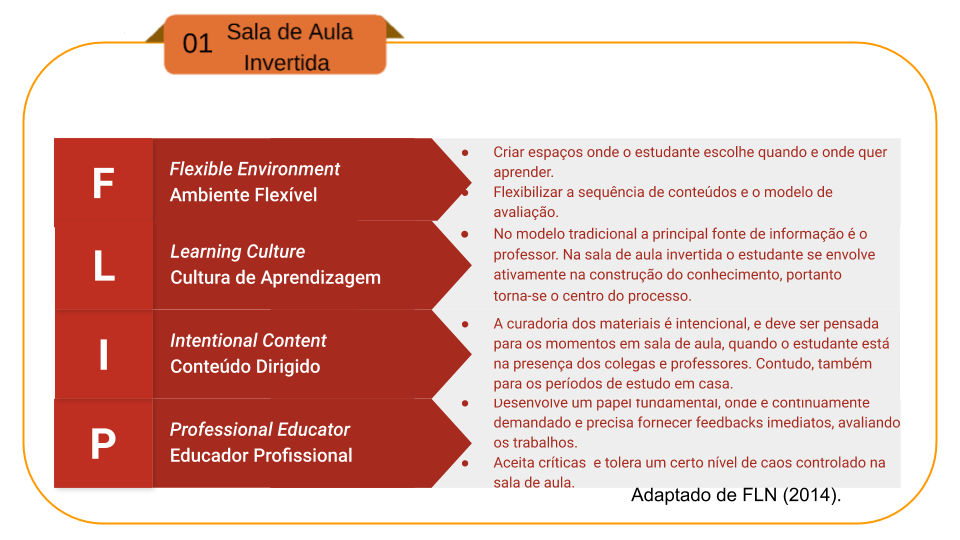 01
Sala de Aula
Invertida
F
Flexible Environment
Ambiente Flexível
• Criar espaços onde o estudante escolhe quando e onde quer
aprender.
• Flexibilizar a sequência de conteúdos e o modelo de
avaliação.
L
Learning Culture
Cultura de Aprendizagem
• No modelo tradicional a principal fonte de informação é o
professor. Na sala de aula invertida o estudante se envolve
ativamente na construção do conhecimento, portanto
torna-se o centro do processo.
I
Intentional Content
Conteúdo Dirigido
• A curadoria dos materiais é intencional, e deve ser pensada
para os momentos em sala de aula, quando o estudante está
na presença dos colegas e professores. Contudo, também
para os períodos de estudo em casa.
P
Professional Educator
Educador Profissional
• Desenvolve um papel fundamental, onde é continuamente
demandado e precisa fornecer feedbacks imediatos, avaliando
os trabalhos.
• Aceita críticas e tolera um certo nível de caos controlado na
sala de aula.
Adaptado de FLN (2014).